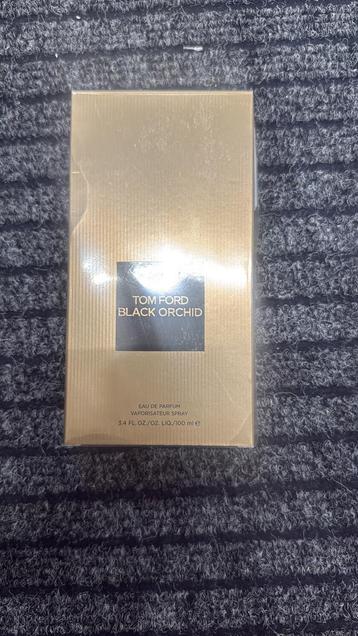 TOM FORD
BLACK ORCHID
EAU DE PARFUM
VAPORISATEUR SPRAY
3.4 FL.OZ./OZ. LIQ./100 ml ℮